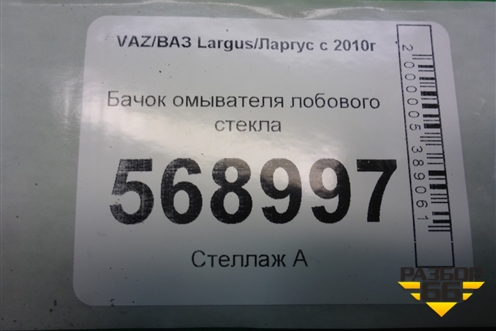 VAZ/ВАЗ Largus/Ларгус с 2010г
Бачок омывателя лобового
стекла
568997
Стеллаж А
2000005389061
РАЗБОР
66